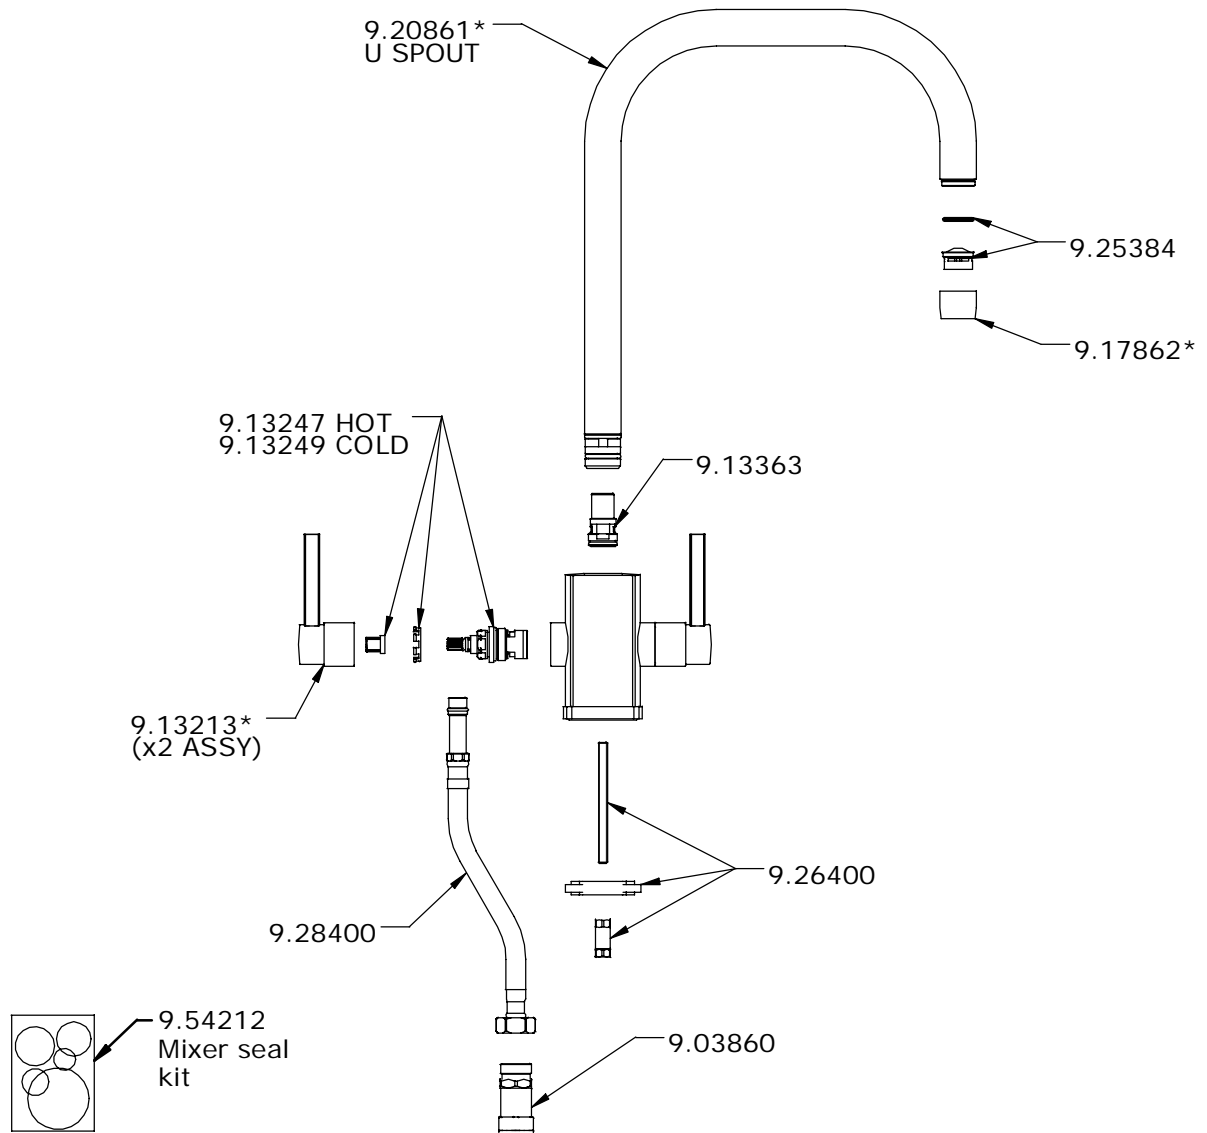 9.20861*
U SPOUT
9.25384
9.17862*
9.13247 HOT
9.13249 COLD
9.13363
9.13213*
(x2 ASSY)
9.26400
9.28400
9.54212
Mixer seal
kit
9.03860